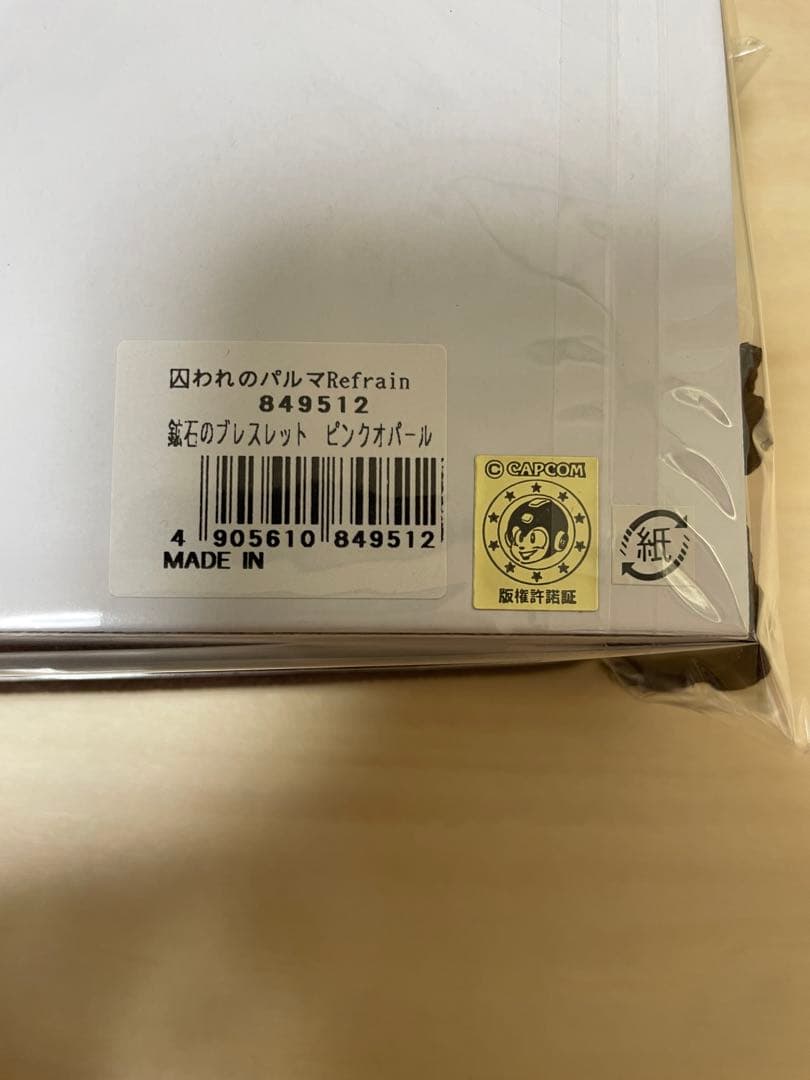 囚われのパルマRefrain
849512
鉱石のブレスレット ピンクオパール
4 905610 849512
MADE IN
© CAPCOM
版権許諾証
紙